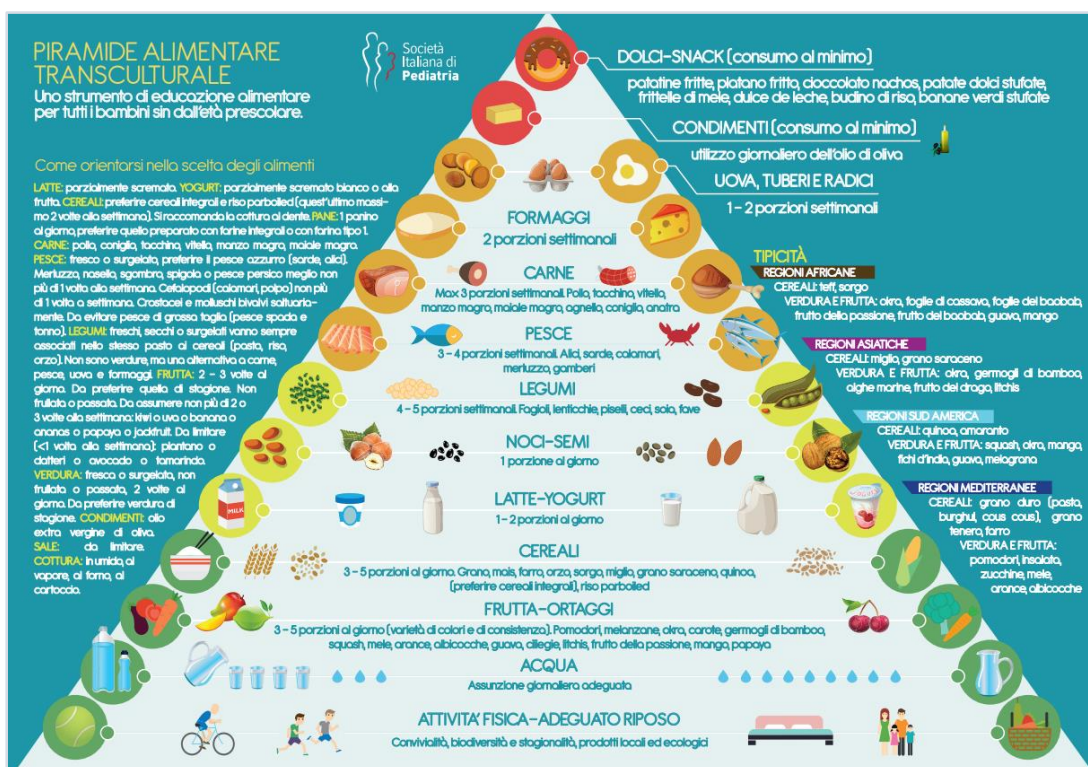 PIRAMIDE ALIMENTARE
TRANSCULTURALE
Uno strumento di educazione alimentare
per tutti i bambini sin dall'età prescolare.
Società
Italiana di
Pediatria
Come orientarsi nella scelta degli alimenti
LATTE: parzialmente scremato. YOGURT: parzialmente scremato bianco o alla
frutta. CEREALI: preferire cereali integrali e riso parboiled (quest'ultimo massi-
mo 2 volte alla settimana). Si raccomanda la cottura al dente. PANE: 1 panino
al giorno, preferire quello preparato con farine integrali o con farina tipo 1.
CARNE: pollo, coniglio, tacchino, vitello, manzo magro, maiale magro.
PESCE: fresco o surgelato, preferire il pesce azzurro (sarde, alici).
Merluzzo, nasello, sgombro, spigola o pesce persico meglio non
più di 1 volta alla settimana. Cefalopodi (calamari, polpo) non più
di 1 volta a settimana. Crostacei e molluschi bivalvi saltuaria-
mente. Da evitare pesce di grossa taglia (pesce spada e
tonno). LEGUMI: freschi, secchi o surgelati vanno sempre
associati nello stesso pasto ai cereali (pasta, riso,
orzo). Non sono verdure, ma una alternativa a carne,
pesce, uova e formaggi. FRUTTA: 2 - 3 volte al
giorno. Da preferire quella di stagione. Non
frullata o passata. Da assumere non più di 2 o
3 volte alla settimana: kiwi o uva o banana o
ananas o papaya o jackfruit. Da limitare
(<1 volta alla settimana): plantano o
datteri o avocado o tamarindo.
VERDURA: fresca o surgelata, non
frullata o passata, 2 volte al
giorno. Da preferire verdura di
stagione. CONDIMENTI: olio
extra vergine di oliva.
SALE: da limitare.
COTTURA: In umido, al
vapore, al forno, al
cartoccio.
DOLCI-SNACK (consumo al minimo)
patatine fritte, platano fritto, cioccolato nachos, patate dolci stufate,
frittelle di mele, dulce de leche, budino di riso, banane verdi stufate
CONDIMENTI (consumo al minimo)
utilizzo giornaliero dell'olio di oliva
UOVA, TUBERI E RADICI
1 - 2 porzioni settimanali
FORMAGGI
2 porzioni settimanali
CARNE
Max 3 porzioni settimanali. Pollo, tacchino, vitello,
manzo magro, maiale magro, agnello, coniglio, anatra
PESCE
3 - 4 porzioni settimanali. Alici, sarde, calamari,
merluzzo, gamberi
LEGUMI
4 - 5 porzioni settimanali. Fagioli, lenticchie, piselli, ceci, soia, fave
NOCI-SEMI
1 porzione al giorno
LATTE-YOGURT
1 - 2 porzioni al giorno
MILK
CEREALI
3 - 5 porzioni al giorno. Grano, mais, farro, orzo, sorgo, miglio, grano saraceno, quinoa,
(preferire cereali integrali), riso parboiled
FRUTTA-ORTAGGI
3 - 5 porzioni al giorno (varietà di colori e di consistenza). Pomodori, melanzane, okra, carote, germogli di bamboo,
squash, mele, arance, albicocche, guava, ciliegie, litchis, frutto della passione, mango, papaya
ACQUA
Assunzione giornaliera adeguata
ATTIVITA' FISICA-ADEGUATO RIPOSO
Convivialità, biodiversità e stagionalità, prodotti locali ed ecologici
TIPICITÀ
REGIONI AFRICANE
CEREALI: teff, sorgo
VERDURA E FRUTTA: okra, foglie di cassava, foglie del baobab,
frutto della passione, frutto del baobab, guava, mango
REGIONI ASIATICHE
CEREALI: miglio, grano saraceno
VERDURA E FRUTTA: okra, germogli di bamboo,
alghe marine, frutto del drago, litchis
REGIONI SUD AMERICA
CEREALI: quinoa, amaranto
VERDURA E FRUTTA: squash, okra, mango,
fichi d'india, guava, melograna
REGIONI MEDITERRANEE
CEREALI: grano duro (pasta,
burghul, cous cous), grano
tenero, farro
VERDURA E FRUTTA:
pomodori, insalata,
zucchine, mele,
arance, albicocche